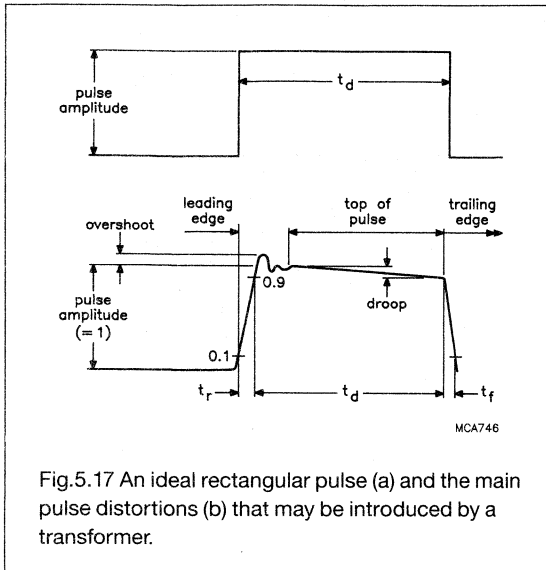 pulse
amplitude
t_d
leading
edge
top of
pulse
trailing
edge
overshoot
0.9
droop
pulse
amplitude
(= 1)
0.1
t_r
t_d
t_f
MCA746
Fig.5.17 An ideal rectangular pulse (a) and the main
pulse distortions (b) that may be introduced by a
transformer.